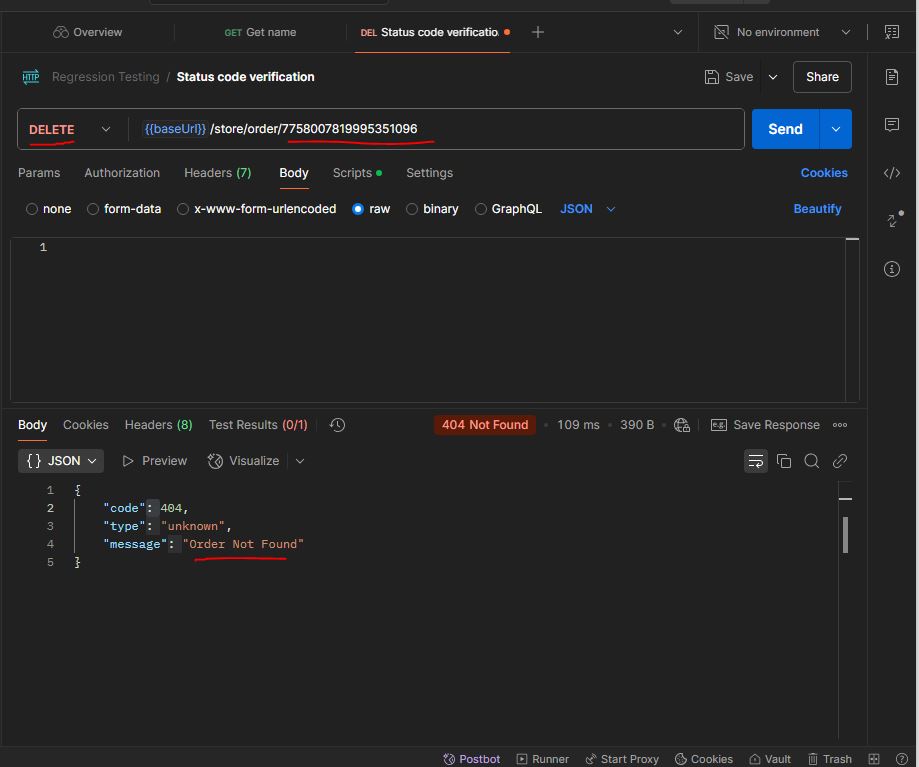 Overview
GET Get name
DEL Status code verificatio
No environment
HTTP Regression Testing / Status code verification
Save
Share
DELETE
{{baseUrl}} /store/order/7758007819995351096
Send
Params Authorization Headers (7) Body Scripts Settings
Cookies
none form-data x-www-form-urlencoded raw binary GraphQL JSON
Beautify
1
Body Cookies Headers (8) Test Results (0/1)
404 Not Found • 109 ms • 390 B
e.g. Save Response
{} JSON Preview Visualize
1 {
2 "code": 404,
3 "type": "unknown",
4 "message": "Order Not Found"
5 }
Postbot Runner Start Proxy Cookies Vault Trash